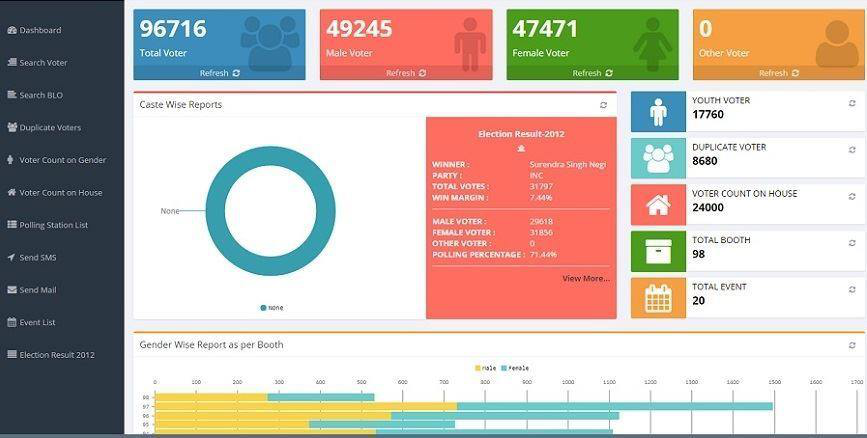 Dashboard
Search Voter
Search BLO
Duplicate Voters
Voter Count on Gender
Voter Count on House
Polling Station List
Send SMS
Send Mail
Event List
Election Result 2012
96716
Total Voter
Refresh
49245
Male Voter
Refresh
47471
Female Voter
Refresh
0
Other Voter
Refresh
Caste Wise Reports
None
None
Election Result-2012
WINNER : Surendra Singh Negi
PARTY : INC
TOTAL VOTES : 31797
WIN MARGIN : 7.44%
MALE VOTER : 29618
FEMALE VOTER : 31856
OTHER VOTER : 0
POLLING PERCENTAGE : 71.44%
View More...
YOUTH VOTER
17760
DUPLICATE VOTER
8680
VOTER COUNT ON HOUSE
24000
TOTAL BOOTH
98
TOTAL EVENT
20
Gender Wise Report as per Booth
Male Female
0 100 200 300 400 500 600 700 800 900 1000 1100 1200 1300 1400 1500 1600 1700
98
97
96
95